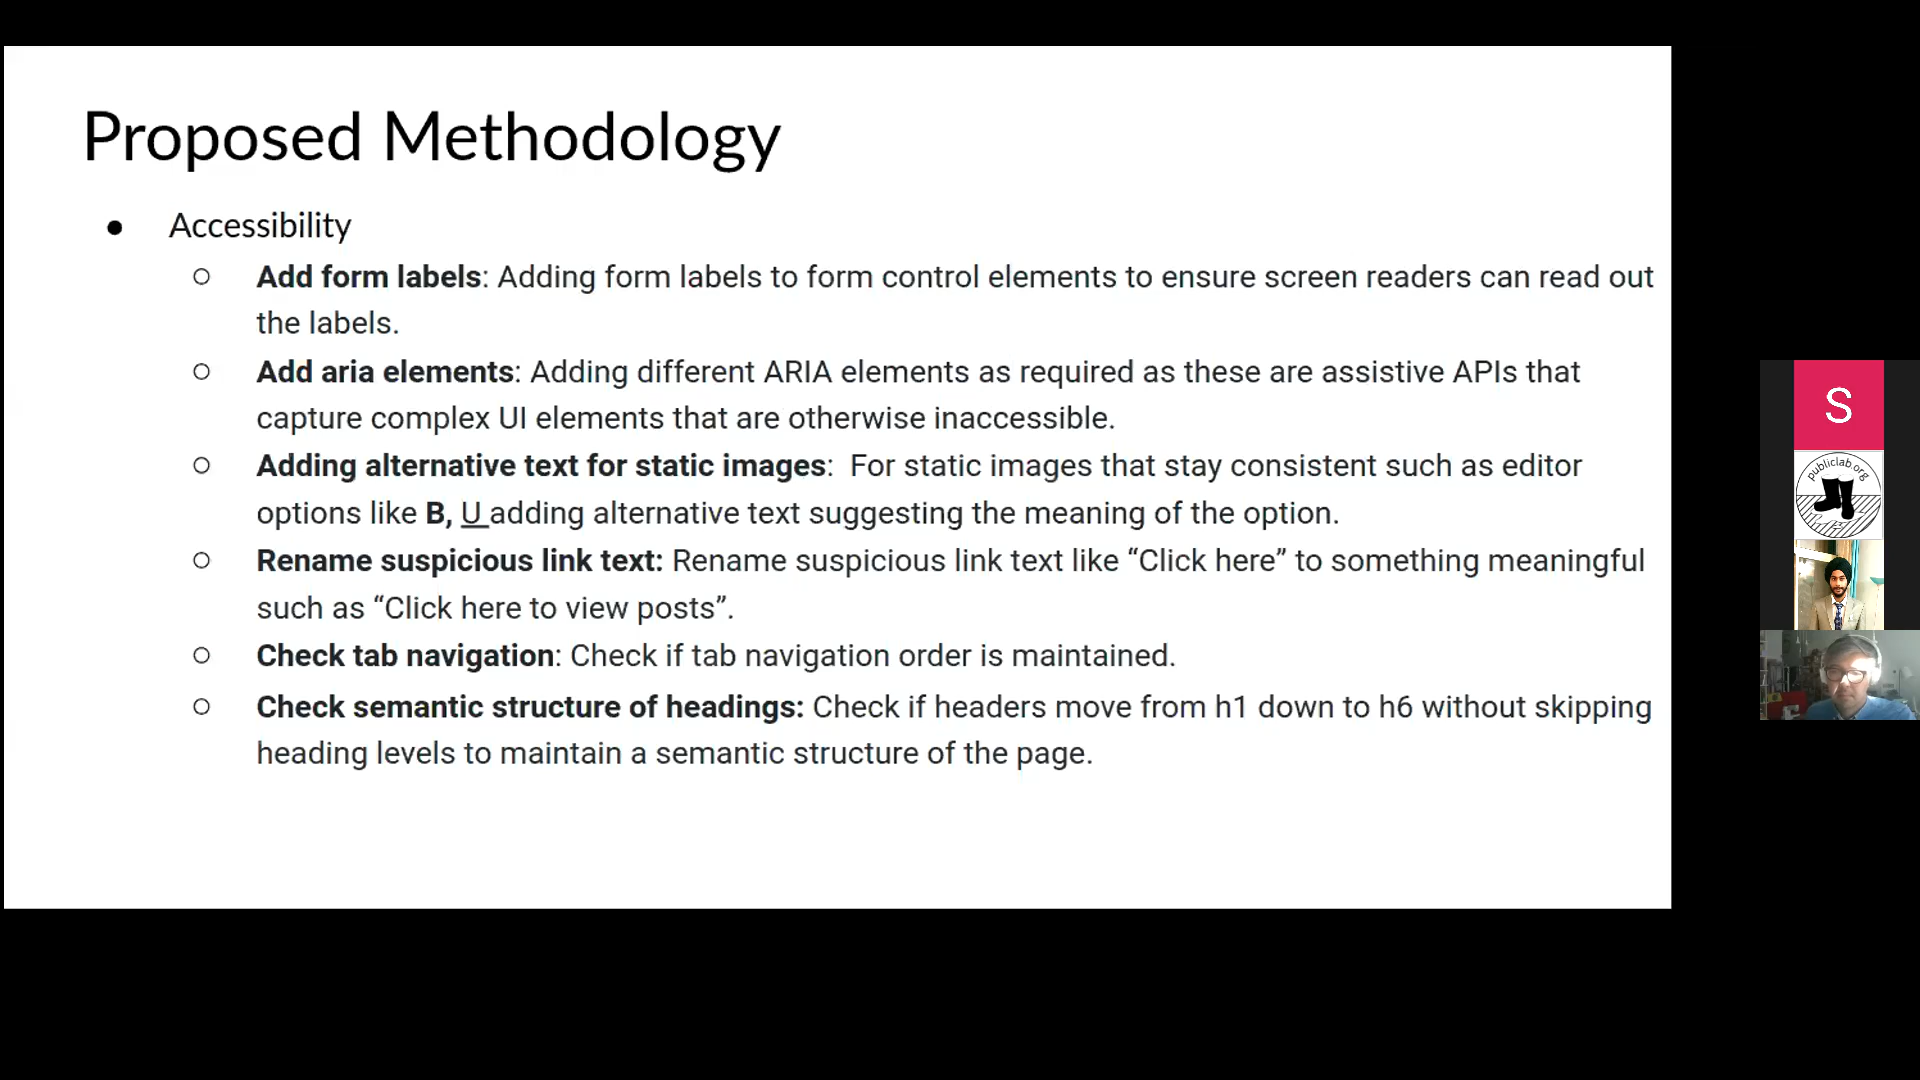 Proposed Methodology
● Accessibility
○ Add form labels: Adding form labels to form control elements to ensure screen readers can read out
the labels.
○ Add aria elements: Adding different ARIA elements as required as these are assistive APIs that
capture complex UI elements that are otherwise inaccessible.
○ Adding alternative text for static images:  For static images that stay consistent such as editor
options like B, U adding alternative text suggesting the meaning of the option.
○ Rename suspicious link text: Rename suspicious link text like “Click here” to something meaningful
such as “Click here to view posts”.
○ Check tab navigation: Check if tab navigation order is maintained.
○ Check semantic structure of headings: Check if headers move from h1 down to h6 without skipping
heading levels to maintain a semantic structure of the page.
S
publiclab.org